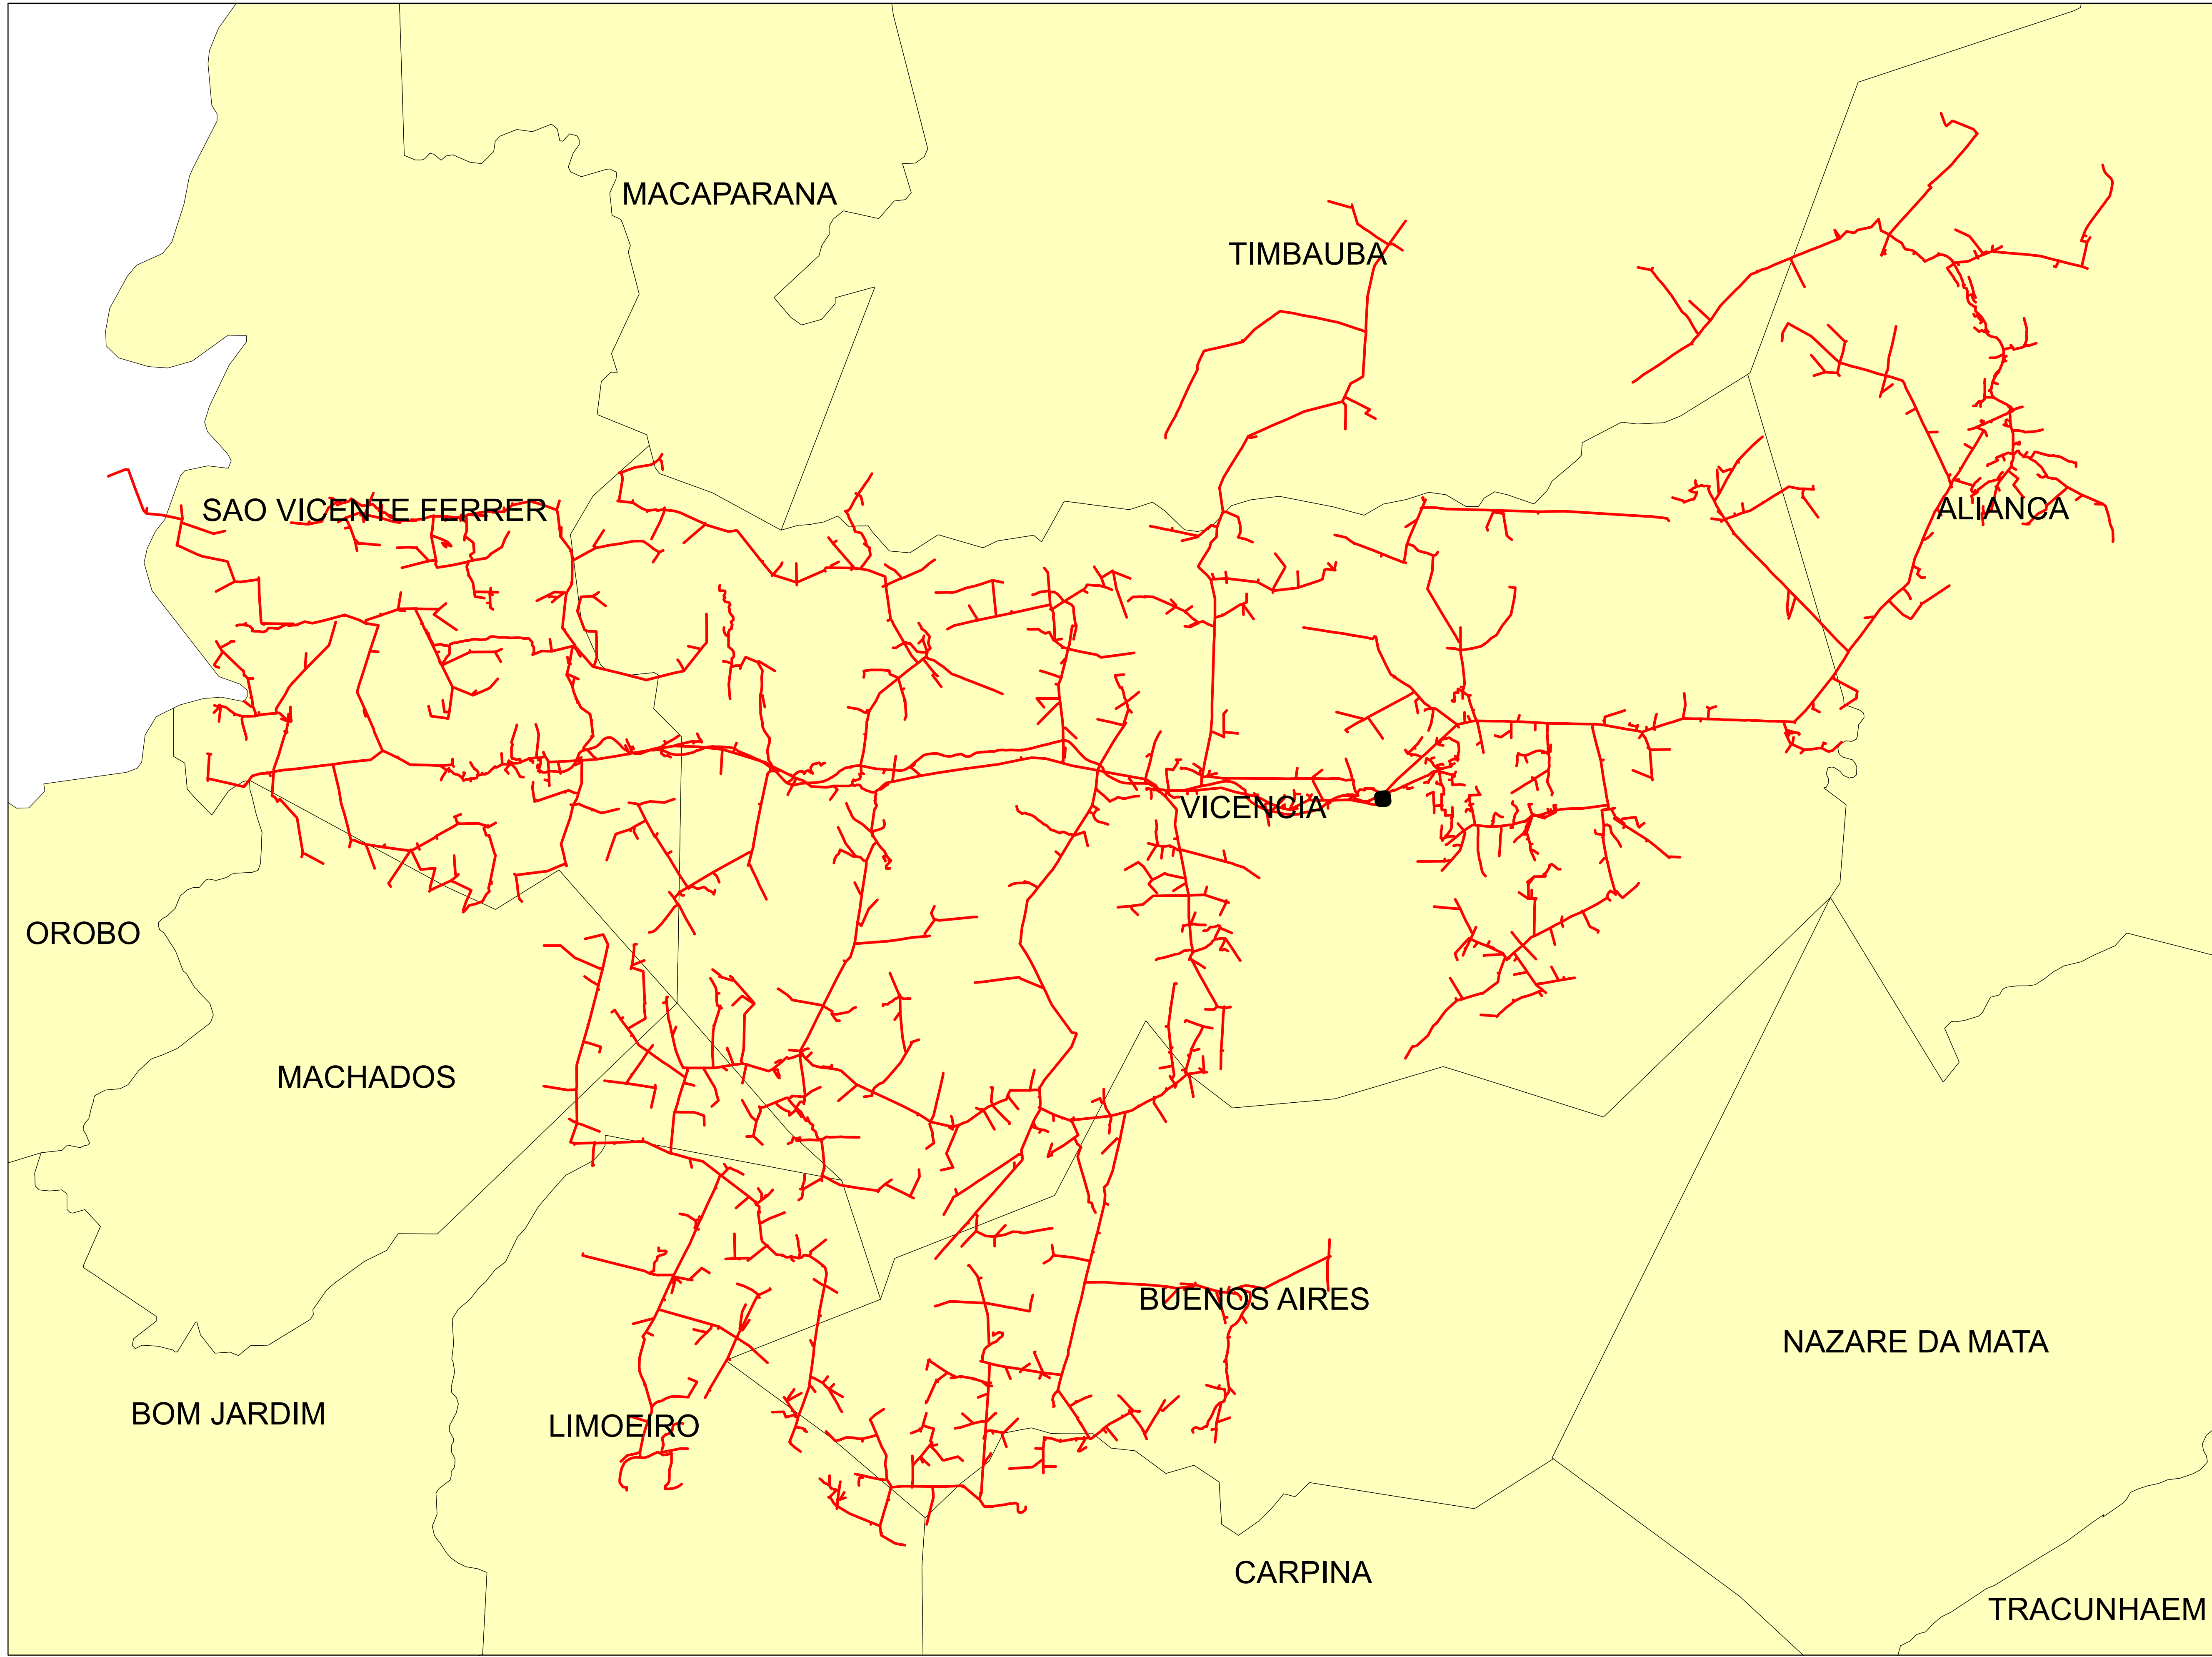 MACAPARANA
TIMBAUBA
SAO VICENTE FERRER
ALIANCA
VICENCIA
OROBO
MACHADOS
BUENOS AIRES
NAZARE DA MATA
BOM JARDIM
LIMOEIRO
CARPINA
TRACUNHAEM